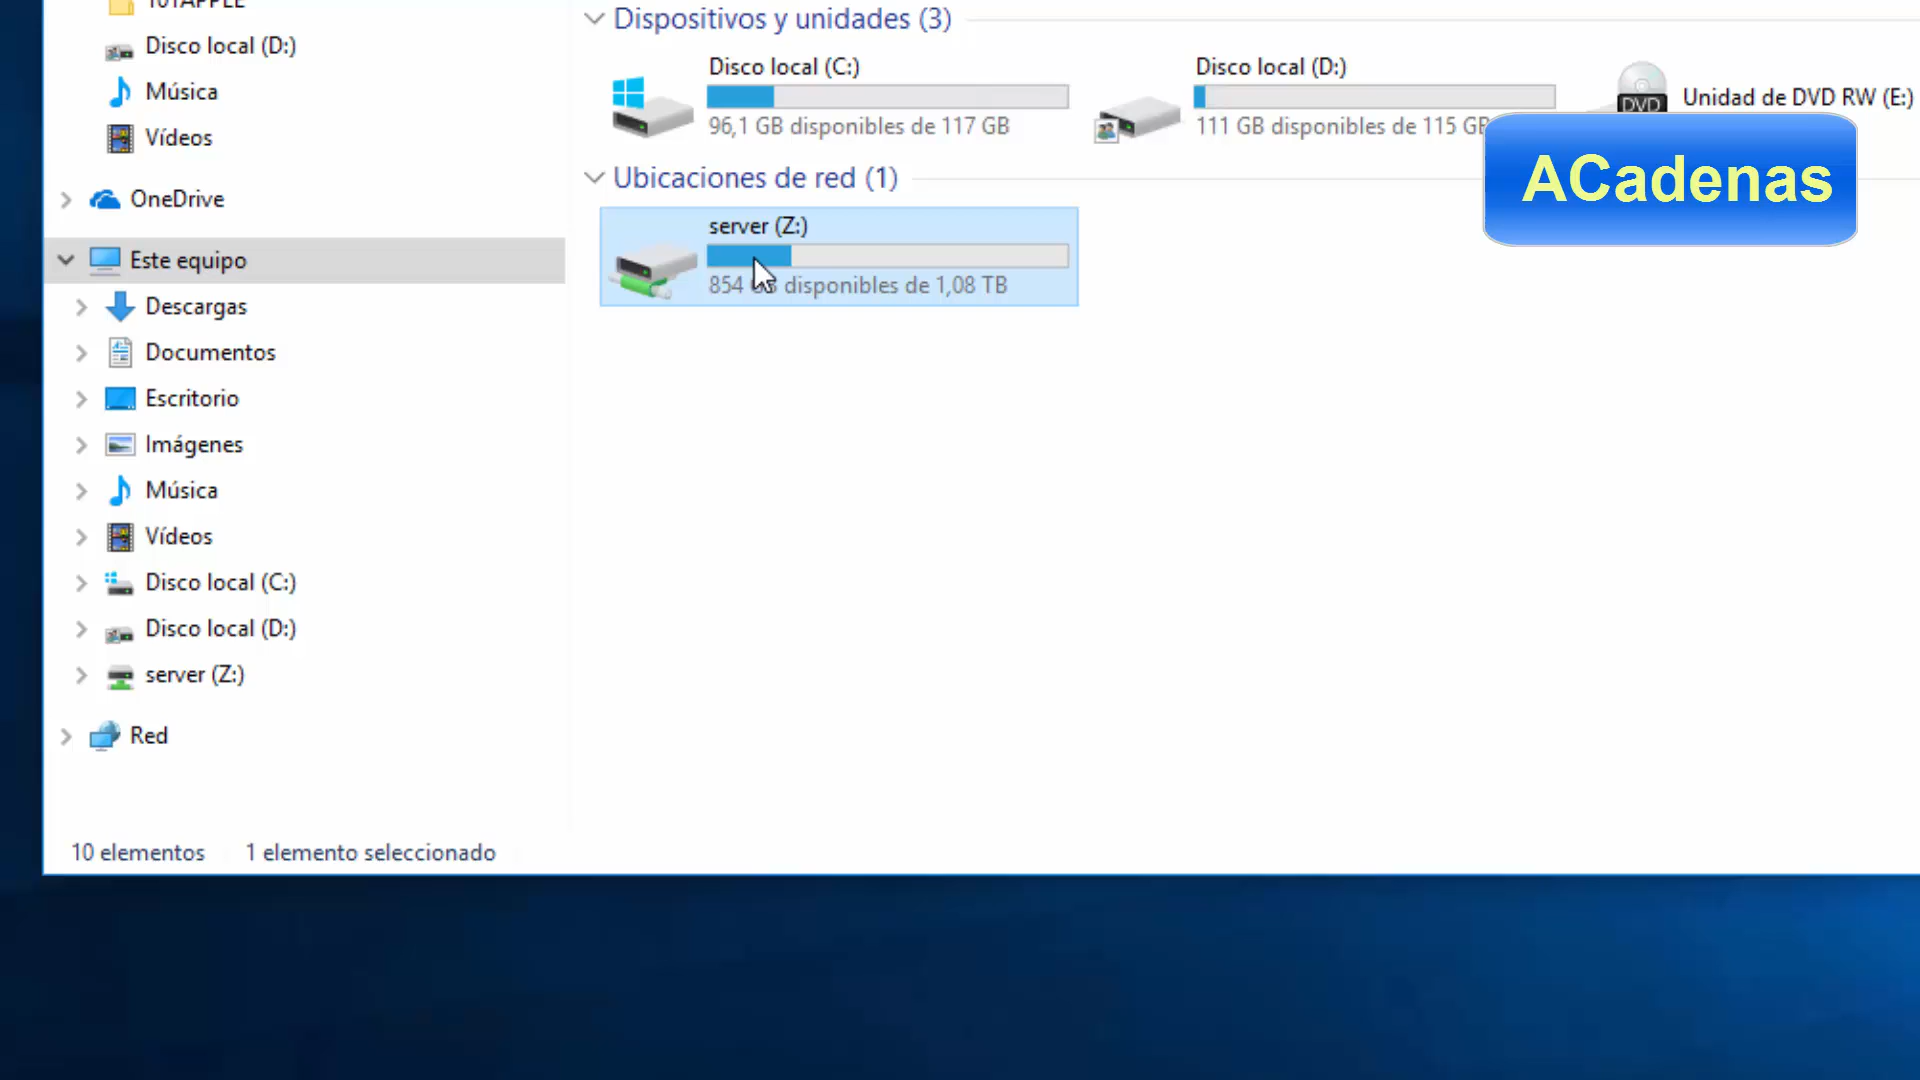 101APPLE
Disco local (D:)
Música
Vídeos
OneDrive
Este equipo
Descargas
Documentos
Escritorio
Imágenes
Música
Vídeos
Disco local (C:)
Disco local (D:)
server (Z:)
Red
10 elementos 1 elemento seleccionado
Dispositivos y unidades (3)
Disco local (C:)
96,1 GB disponibles de 117 GB
Disco local (D:)
111 GB disponibles de 115 GB
DVD
Unidad de DVD RW (E:)
Ubicaciones de red (1)
server (Z:)
854 GB disponibles de 1,08 TB
ACadenas